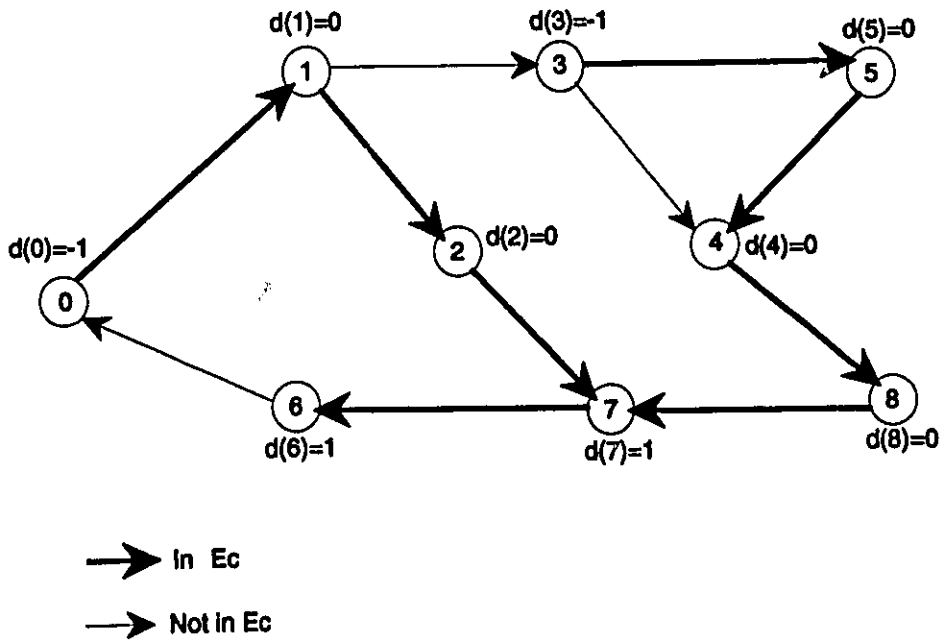 d(1)=0
d(3)=-1
d(5)=0
1
3
5
d(0)=-1
2
d(2)=0
4
d(4)=0
0
6
7
8
d(6)=1
d(7)=1
d(8)=0
In Ec
Not in Ec